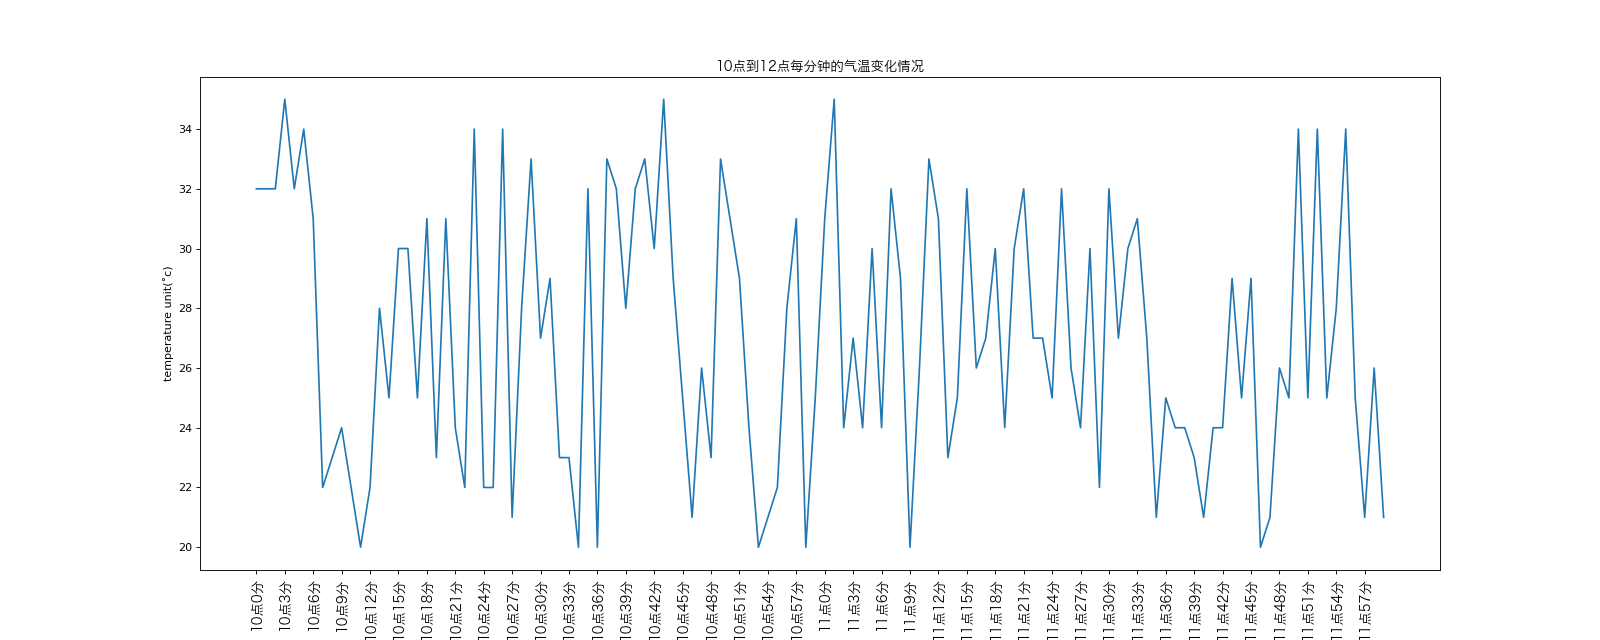 10点到12点每分钟的气温变化情况
temperature unit(˚c)
34
32
30
28
26
24
22
20
10点0分
10点3分
10点6分
10点9分
10点12分
10点15分
10点18分
10点21分
10点24分
10点27分
10点30分
10点33分
10点36分
10点39分
10点42分
10点45分
10点48分
10点51分
10点54分
10点57分
11点0分
11点3分
11点6分
11点9分
11点12分
11点15分
11点18分
11点21分
11点24分
11点27分
11点30分
11点33分
11点36分
11点39分
11点42分
11点45分
11点48分
11点51分
11点54分
11点57分